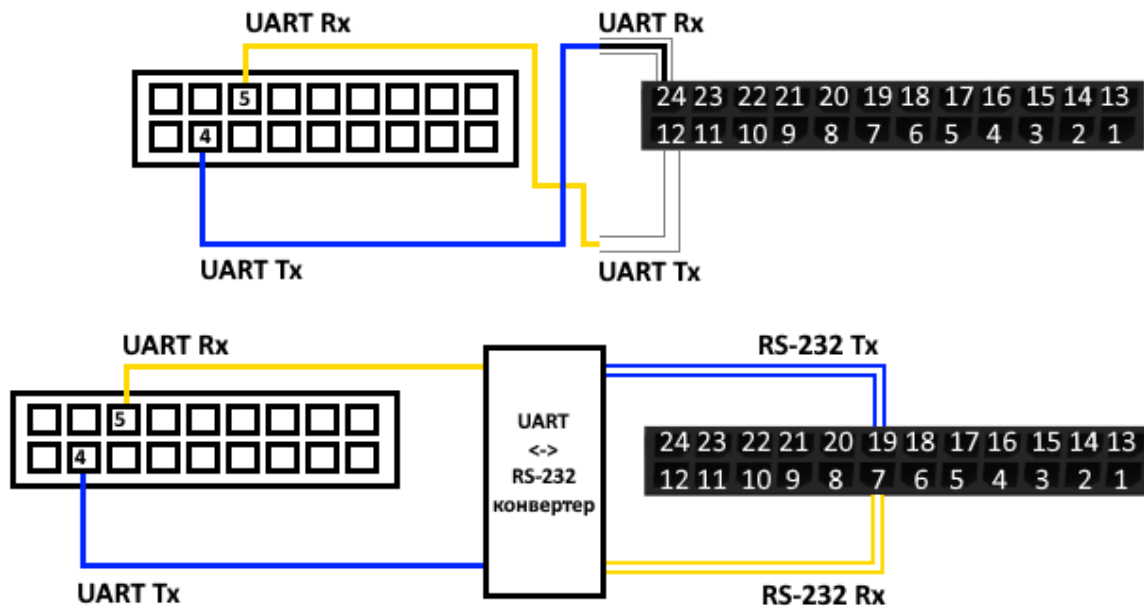 UART Rx
UART Rx
5
24 23 22 21 20 19 18 17 16 15 14 13
4
12 11 10 9 8 7 6 5 4 3 2 1
UART Tx
UART Tx
UART Rx
RS-232 Tx
5
UART
<->
RS-232
конвертер
24 23 22 21 20 19 18 17 16 15 14 13
4
12 11 10 9 8 7 6 5 4 3 2 1
UART Tx
RS-232 Rx